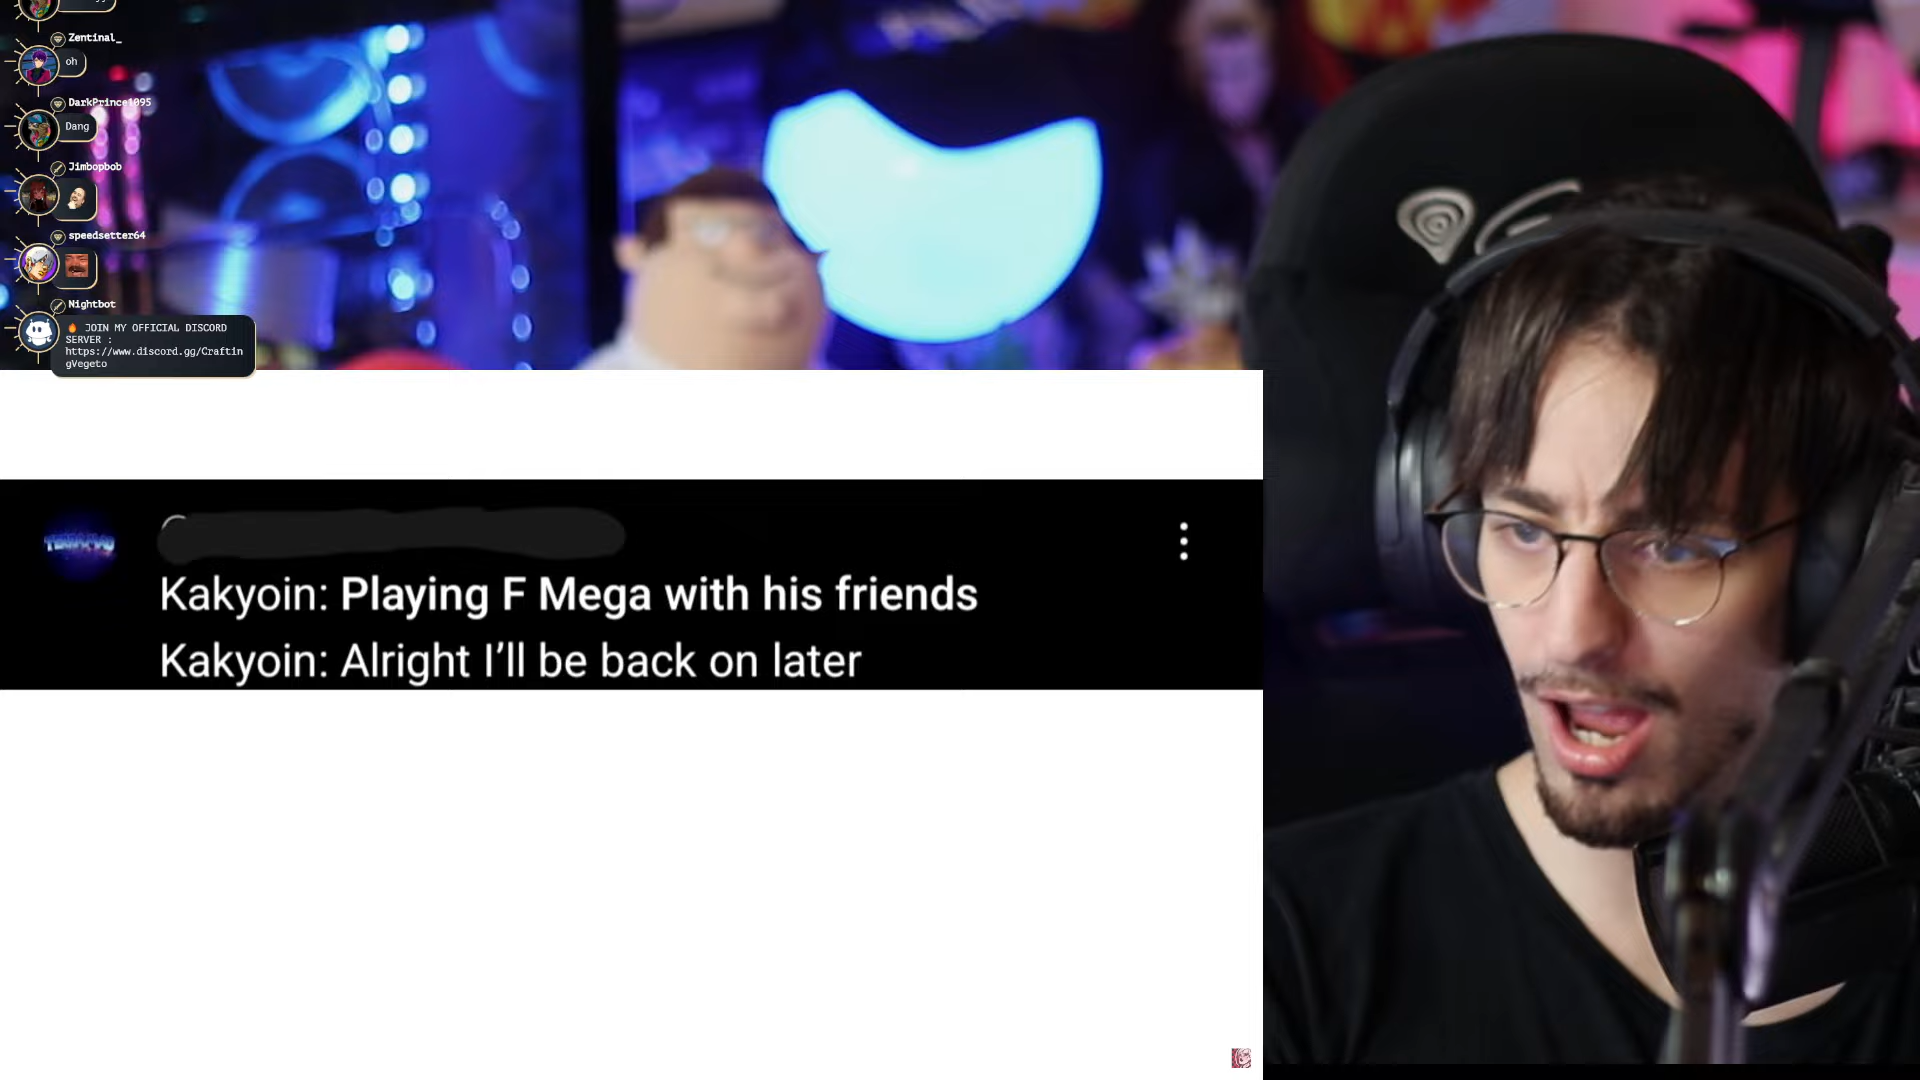 Zentinal_
oh
DarkPrince1095
Dang
Jimbopbob
speedsetter64
Nightbot
🔥 JOIN MY OFFICIAL DISCORD
SERVER :
https://www.discord.gg/Craftin
gVegeto
Kakyoin: Playing F Mega with his friends
Kakyoin: Alright I'll be back on later